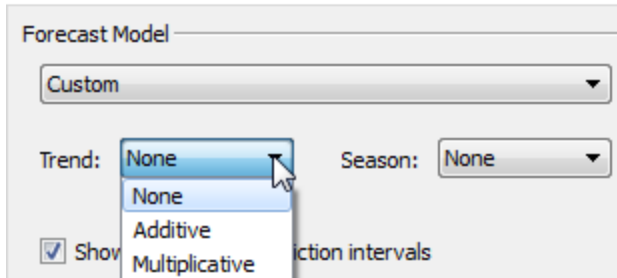 Forecast Model
Custom
Trend: None Season: None
None
Additive
Show iction intervals
Multiplicative